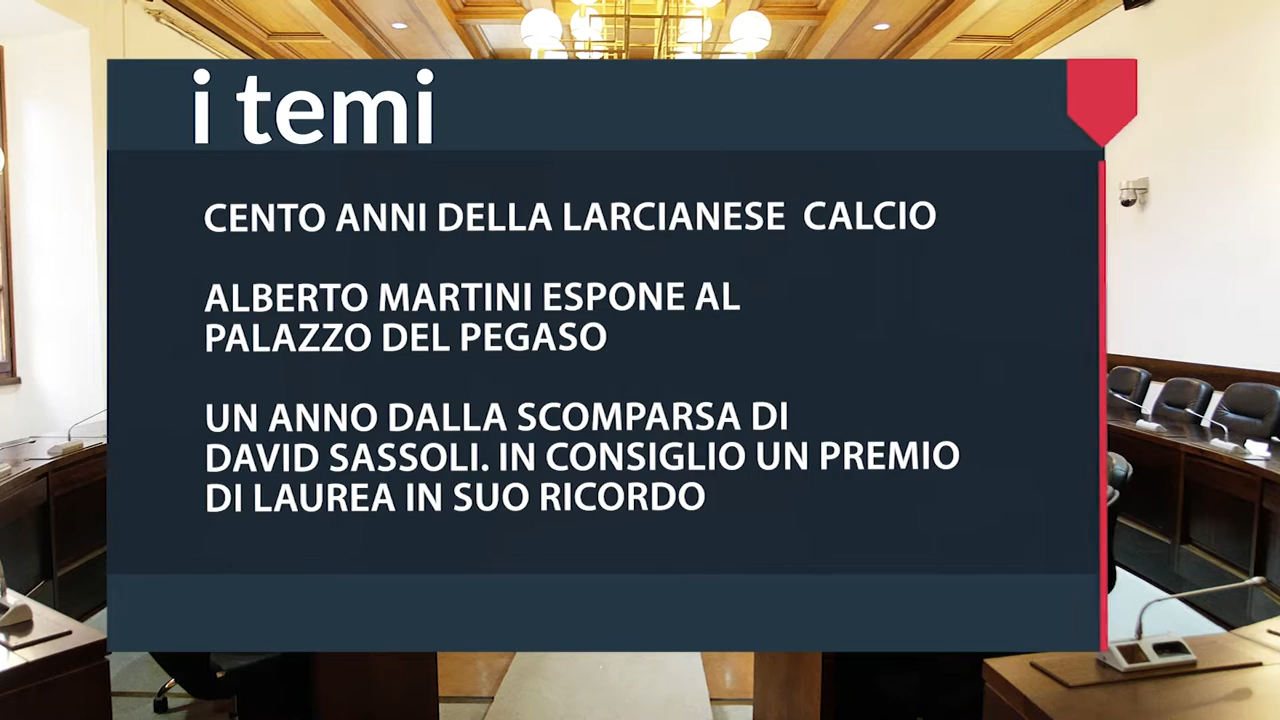 i temi
CENTO ANNI DELLA LARCIANESE  CALCIO
ALBERTO MARTINI ESPONE AL
PALAZZO DEL PEGASO
UN ANNO DALLA SCOMPARSA DI
DAVID SASSOLI. IN CONSIGLIO UN PREMIO
DI LAUREA IN SUO RICORDO